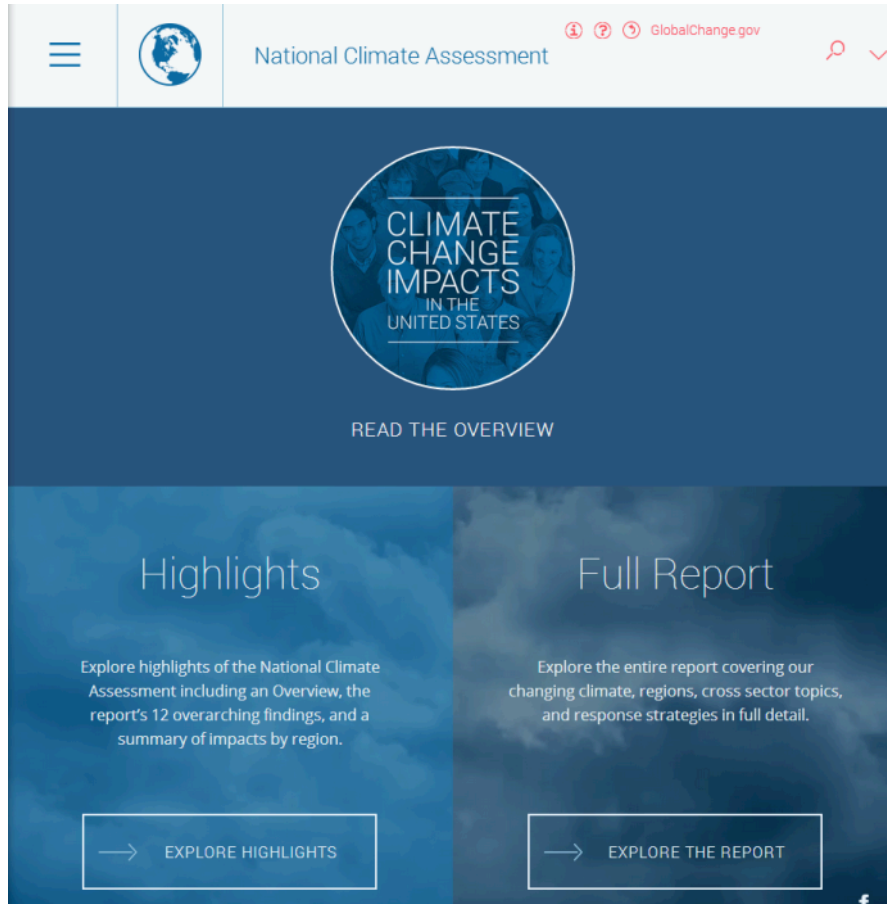 National Climate Assessment
GlobalChange.gov
CLIMATE
CHANGE
IMPACTS
IN THE
UNITED STATES
READ THE OVERVIEW
Highlights
Explore highlights of the National Climate
Assessment including an Overview, the
report's 12 overarching findings, and a
summary of impacts by region.
EXPLORE HIGHLIGHTS
Full Report
Explore the entire report covering our
changing climate, regions, cross sector topics,
and response strategies in full detail.
EXPLORE THE REPORT